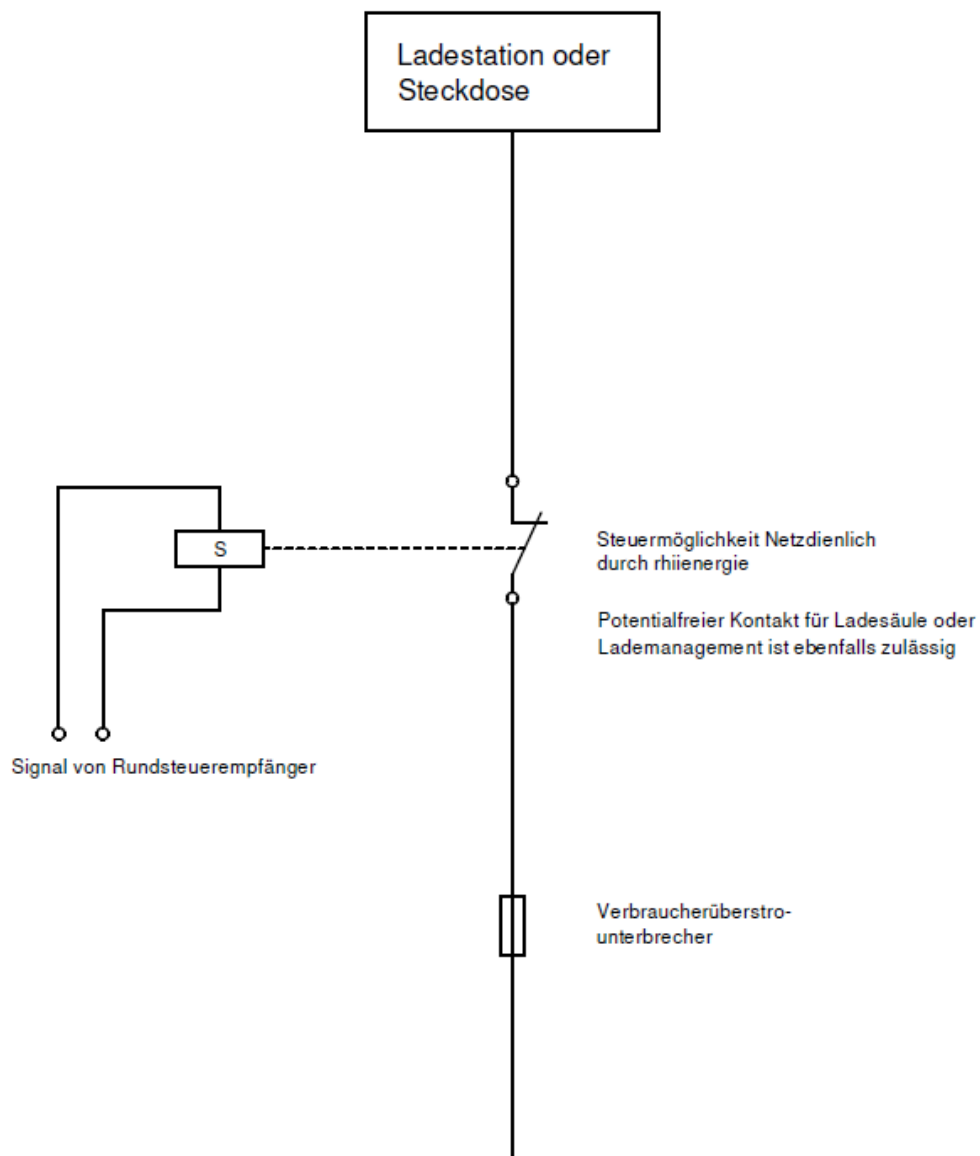 Ladestation oder
Steckdose
S
Steuermöglichkeit Netzdienlich
durch rhiienergie
Potentialfreier Kontakt für Ladesäule oder
Lademanagement ist ebenfalls zulässig
Signal von Rundsteuerempfänger
Verbraucherüberstro-
unterbrecher